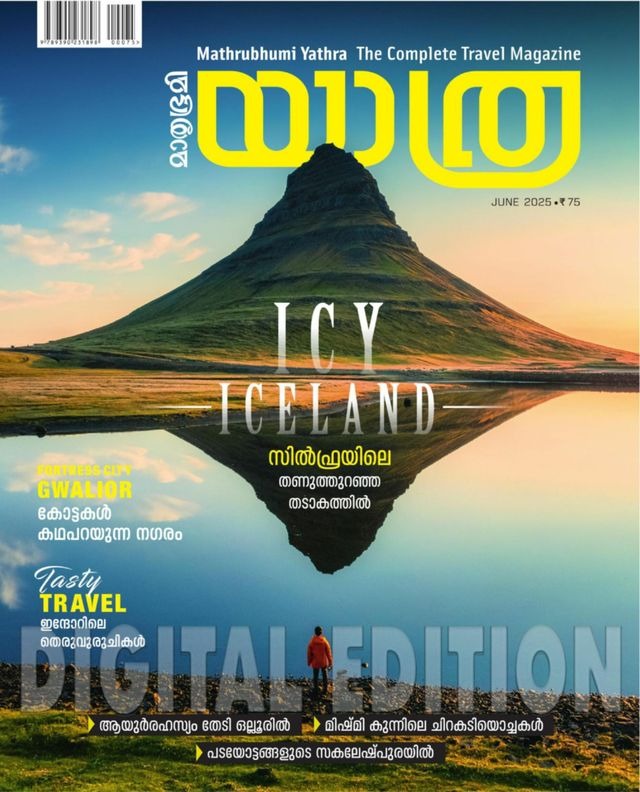 9789390231898 00075>
Mathrubhumi Yathra The Complete Travel Magazine
മാതൃഭൂമി
യാത്ര
JUNE 2025 • ₹ 75
ICY
ICELAND
സിൽഫ്രയിലെ
തണുത്തുറഞ്ഞ
തടാകത്തിൽ
FORTRESS CITY
GWALIOR
കോട്ടകൾ
കഥപറയുന്ന നഗരം
Tasty
TRAVEL
ഇന്ദോറിലെ
തെരുവുരുചികൾ
DIGITAL EDITION
ആയുർരഹസ്യം തേടി ഒല്ലൂരിൽ
മിഷ്മി കുന്നിലെ ചിറകടിയൊച്ചകൾ
പടയോട്ടങ്ങളുടെ സകലേഷ്പുരയിൽ